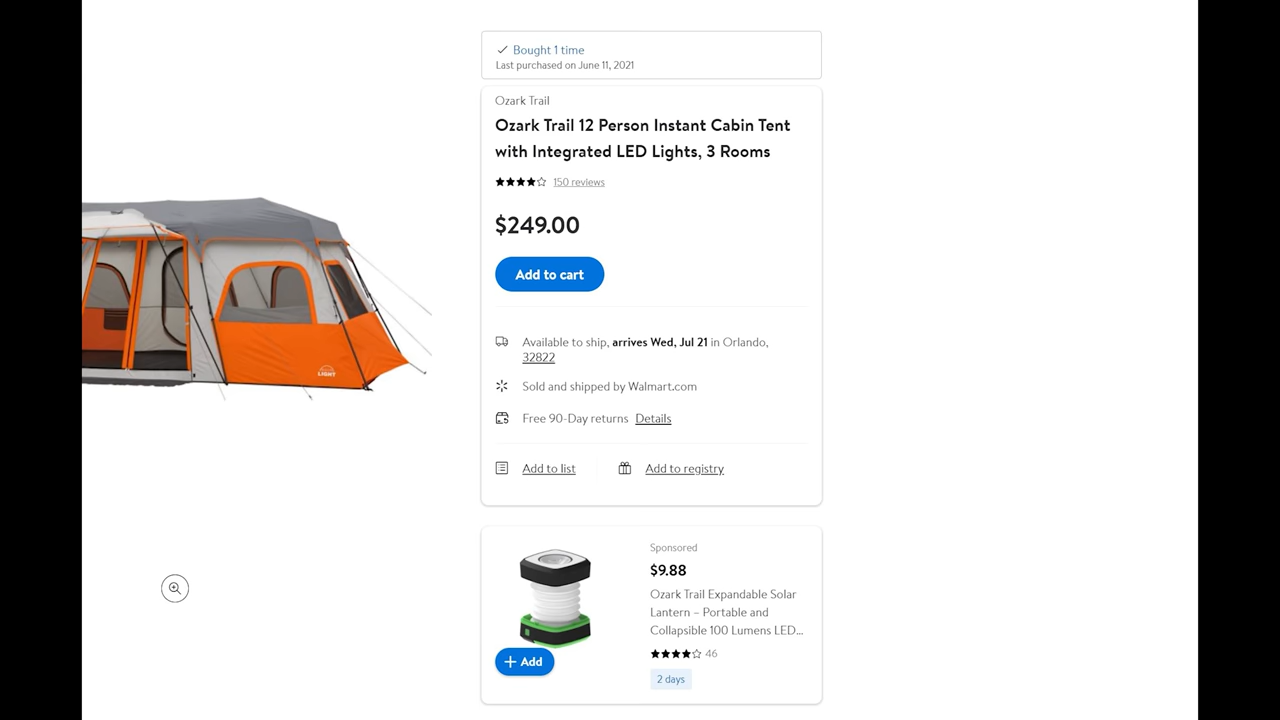 Bought 1 time
Last purchased on June 11, 2021
Ozark Trail
Ozark Trail 12 Person Instant Cabin Tent
with Integrated LED Lights, 3 Rooms
150 reviews
$249.00
Add to cart
Available to ship, arrives Wed, Jul 21 in Orlando,
32822
Sold and shipped by Walmart.com
Free 90-Day returns Details
Add to list Add to registry
LIGHT
Sponsored
$9.88
Ozark Trail Expandable Solar
Lantern – Portable and
Collapsible 100 Lumens LED...
46
+ Add
2 days